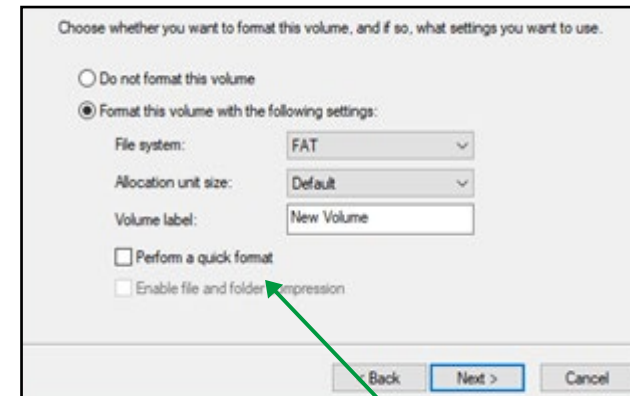 Choose whether you want to format this volume, and if so, what settings you want to use.
Do not format this volume
Format this volume with the following settings:
File system: FAT
Allocation unit size: Default
Volume label: New Volume
Perform a quick format
Enable file and folder compression
< Back Next > Cancel